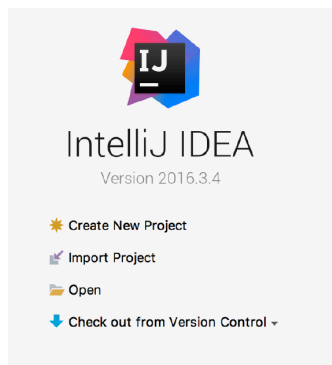 IJ
IntelliJ IDEA
Version 2016.3.4
Create New Project
Import Project
Open
Check out from Version Control